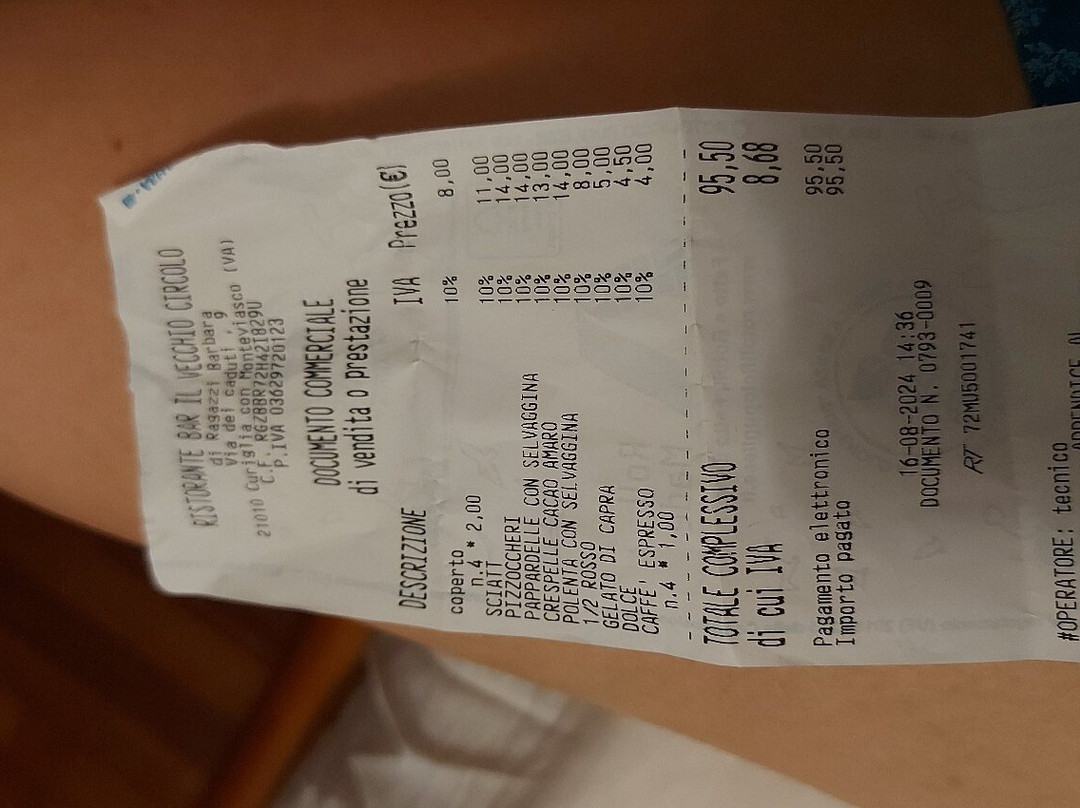 RISTORANTE BAR IL VECCHIO CIRCOLO
di Ragazzi Barbara
Via dei caduti , 9
21010 Curiglia con Monteviasco (VA)
C.F. RGZBBR72H42I829U
P.IVA 03629720123
DOCUMENTO COMMERCIALE
di vendita o prestazione
DESCRIZIONE IVA Prezzo(€)
coperto 10% 8,00
n.4 * 2,00
SCIATT 10% 11,00
PIZZOCCHERI 10% 14,00
PAPPARDELLE CON SELVAGGINA 10% 14,00
CRESPELLE CACAO AMARO 10% 13,00
POLENTA CON SELVAGGINA 10% 14,00
1/2 ROSSO 10% 8,00
GELATO DI CAPRA 10% 5,00
DOLCE 10% 4,50
CAFFE' ESPRESSO 10% 4,00
n.4 * 1,00
TOTALE COMPLESSIVO 95,50
di cui IVA 8,68
Pagamento elettronico 95,50
Importo pagato 95,50
16-08-2024 14:36
DOCUMENTO N. 0793-0009
RT 72MU5001741
#OPERATORE: tecnico